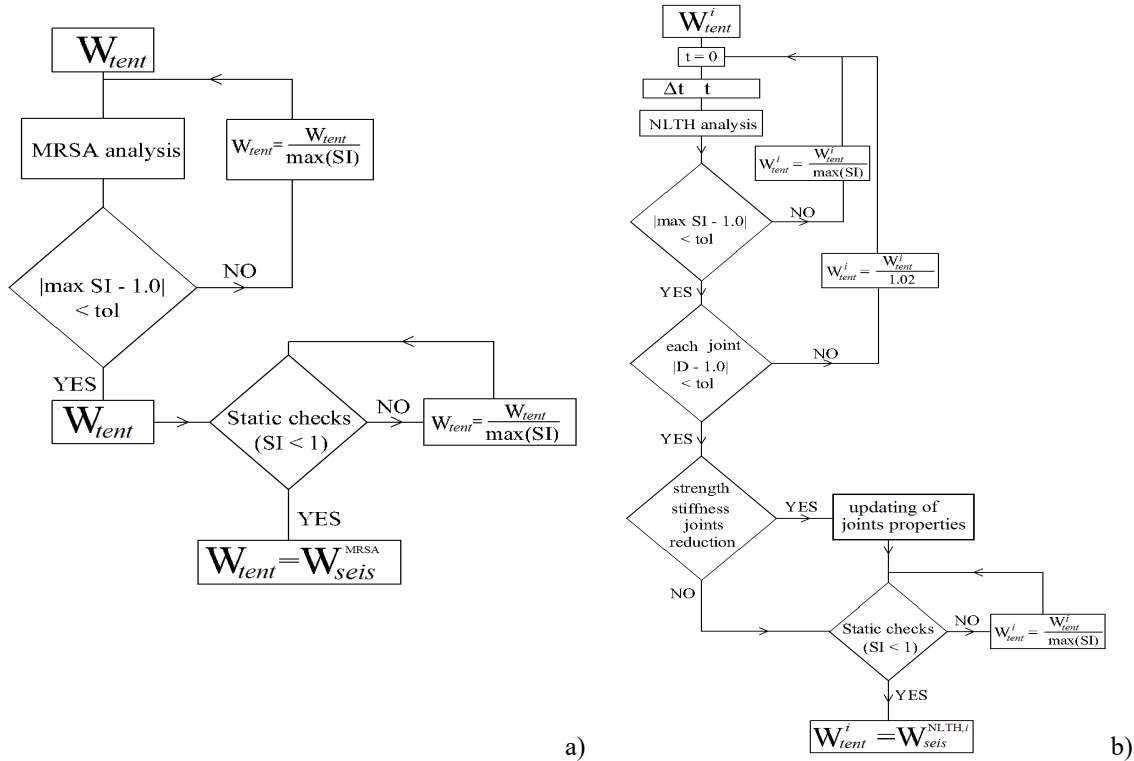 W_tent
MRSA analysis
W_tent = W_tent / max(SI)
|max SI - 1.0|
< tol
NO
YES
W_tent
Static checks
(SI < 1)
NO
W_tent = W_tent / max(SI)
YES
W_tent = W_seis^MRSA
a)
W^i_tent
t = 0
Δt t
NLTH analysis
W^i_tent = W^i_tent / max(SI)
|max SI - 1.0|
< tol
NO
W^i_tent = W^i_tent / 1.02
YES
each joint
|D - 1.0|
< tol
NO
YES
strength
stiffness
joints
reduction
YES
updating of
joints properties
NO
Static checks
(SI < 1)
NO
W^i_tent = W^i_tent / max(SI)
YES
W^i_tent = W_seis^NLTH,i
b)